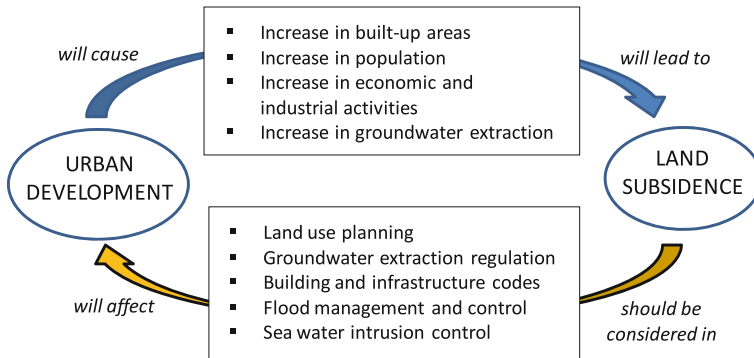 will cause
▪ Increase in built-up areas
▪ Increase in population
▪ Increase in economic and
industrial activities
▪ Increase in groundwater extraction
will lead to
URBAN
DEVELOPMENT
LAND
SUBSIDENCE
▪ Land use planning
▪ Groundwater extraction regulation
▪ Building and infrastructure codes
▪ Flood management and control
▪ Sea water intrusion control
will affect
should be
considered in